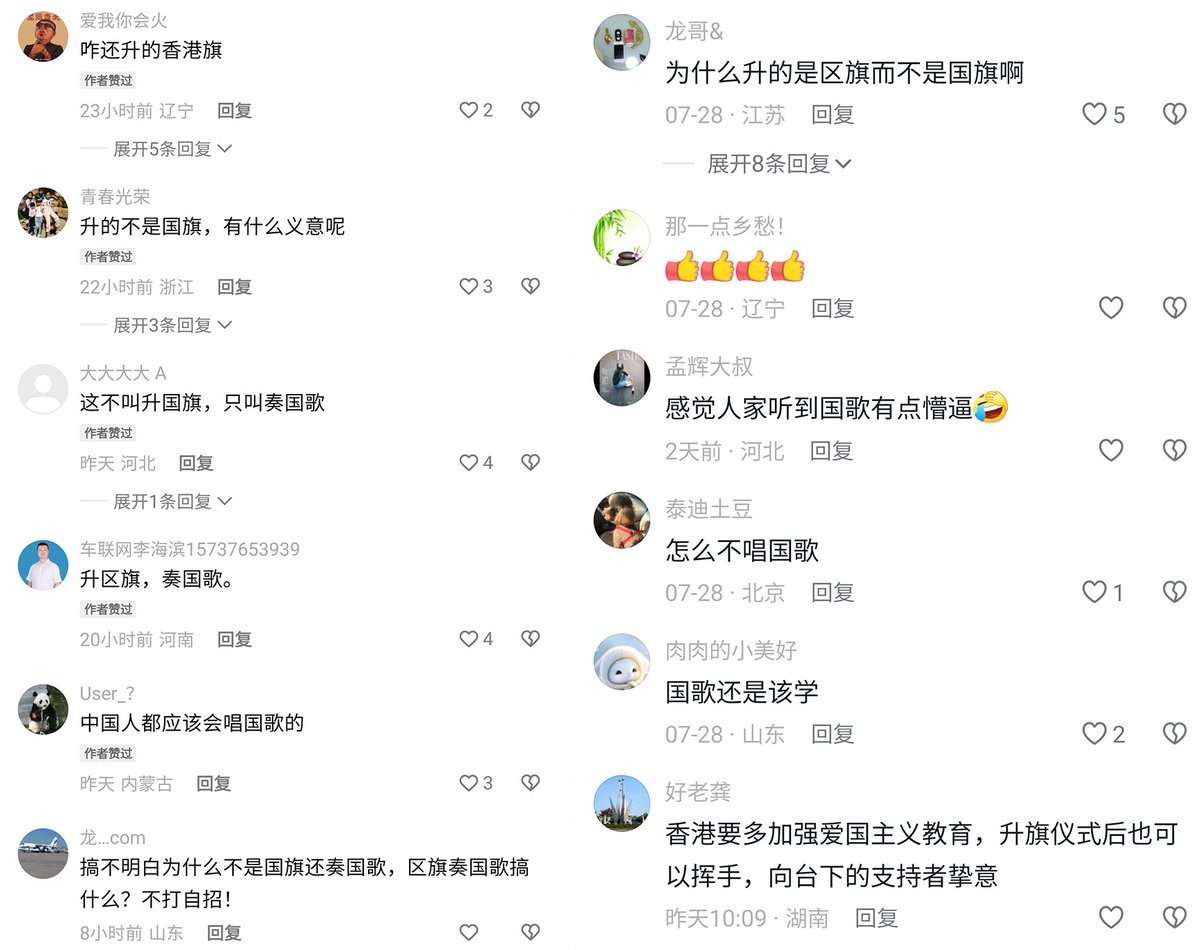 爱我你会火
咋还升的香港旗
作者赞过
23小时前 辽宁 回复
2
展开5条回复
青春光荣
升的不是国旗，有什么义意呢
作者赞过
22小时前 浙江 回复
3
展开3条回复
大大大大 A
这不叫升国旗，只叫奏国歌
作者赞过
昨天 河北 回复
4
展开1条回复
车联网李海滨15737653939
升区旗，奏国歌。
作者赞过
20小时前 河南 回复
4
User_?
中国人都应该会唱国歌的
作者赞过
昨天 内蒙古 回复
3
龙...com
搞不明白为什么不是国旗还奏国歌，区旗奏国歌搞
什么？不打自招！
8小时前 山东 回复
龙哥&
为什么升的是区旗而不是国旗啊
07-28 · 江苏 回复
5
展开8条回复
那一点乡愁！
07-28 · 辽宁 回复
孟辉大叔
感觉人家听到国歌有点懵逼
2天前 · 河北 回复
泰迪土豆
怎么不唱国歌
07-28 · 北京 回复
1
肉肉的小美好
国歌还是该学
07-28 · 山东 回复
2
好老龚
香港要多加强爱国主义教育，升旗仪式后也可
以挥手，向台下的支持者挚意
昨天10:09 · 湖南 回复